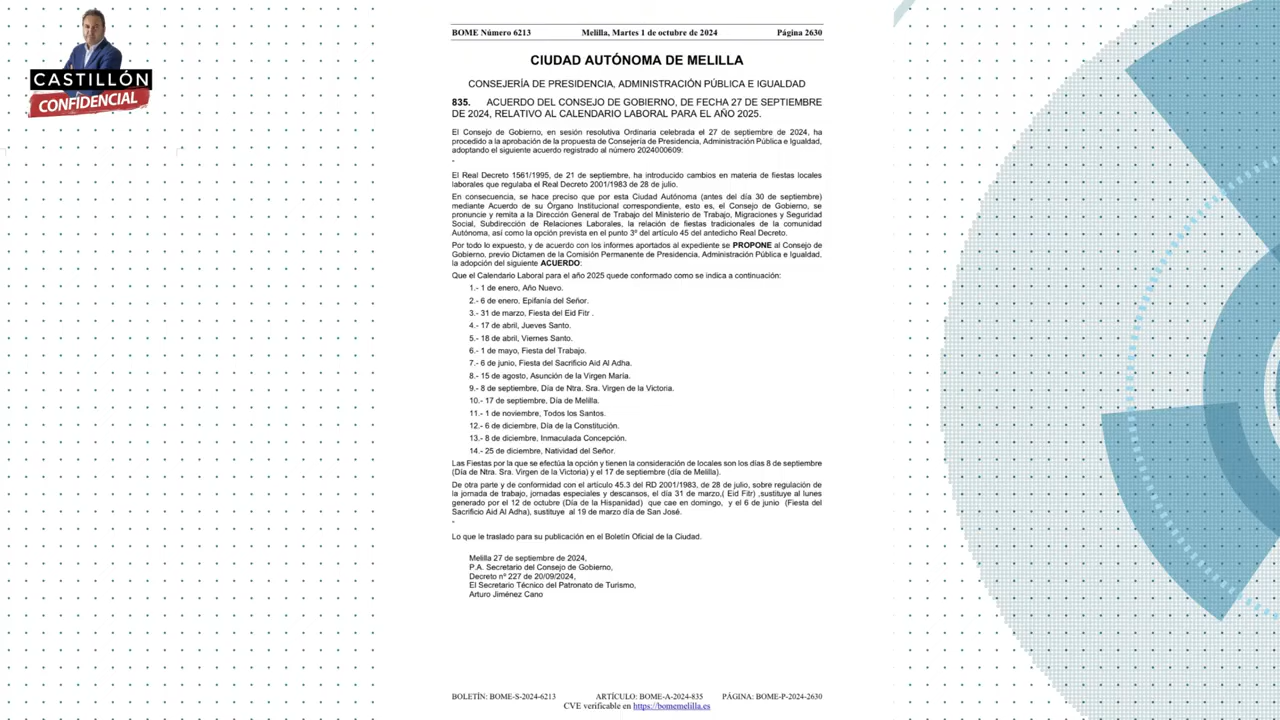 CASTILLÓN
CONFIDENCIAL
BOME Número 6213 Melilla, Martes 1 de octubre de 2024 Página 2630
CIUDAD AUTÓNOMA DE MELILLA
CONSEJERÍA DE PRESIDENCIA, ADMINISTRACIÓN PÚBLICA E IGUALDAD
835. ACUERDO DEL CONSEJO DE GOBIERNO, DE FECHA 27 DE SEPTIEMBRE
DE 2024, RELATIVO AL CALENDARIO LABORAL PARA EL AÑO 2025.
El Consejo de Gobierno, en sesión resolutiva Ordinaria celebrada el 27 de septiembre de 2024, ha
procedido a la aprobación de la propuesta de Consejería de Presidencia, Administración Pública e Igualdad,
adoptando el siguiente acuerdo registrado al número 2024000609:
-
El Real Decreto 1561/1995, de 21 de septiembre, ha introducido cambios en materia de fiestas locales
laborales que regulaba el Real Decreto 2001/1983 de 28 de julio.
En consecuencia, se hace preciso que por esta Ciudad Autónoma (antes del día 30 de septiembre)
mediante Acuerdo de su Órgano Institucional correspondiente, esto es, el Consejo de Gobierno, se
pronuncie y remita a la Dirección General de Trabajo del Ministerio de Trabajo, Migraciones y Seguridad
Social, Subdirección de Relaciones Laborales, la relación de fiestas tradicionales de la comunidad
Autónoma, así como la opción prevista en el punto 3º del artículo 45 del antedicho Real Decreto.
Por todo lo expuesto, y de acuerdo con los informes aportados al expediente se PROPONE al Consejo de
Gobierno, previo Dictamen de la Comisión Permanente de Presidencia, Administración Pública e Igualdad,
la adopción del siguiente ACUERDO:
Que el Calendario Laboral para el año 2025 quede conformado como se indica a continuación:
1.- 1 de enero, Año Nuevo.
2.- 6 de enero, Epifanía del Señor.
3.- 31 de marzo, Fiesta del Eid Fitr .
4.- 17 de abril, Jueves Santo.
5.- 18 de abril, Viernes Santo.
6.- 1 de mayo, Fiesta del Trabajo.
7.- 6 de junio, Fiesta del Sacrificio Aid Al Adha.
8.- 15 de agosto, Asunción de la Virgen María.
9.- 8 de septiembre, Día de Ntra. Sra. Virgen de la Victoria.
10.- 17 de septiembre, Día de Melilla.
11.- 1 de noviembre, Todos los Santos.
12.- 6 de diciembre, Día de la Constitución.
13.- 8 de diciembre, Inmaculada Concepción.
14.- 25 de diciembre, Natividad del Señor.
Las Fiestas por la que se efectúa la opción y tienen la consideración de locales son los días 8 de septiembre
(Día de Ntra. Sra. Virgen de la Victoria) y el 17 de septiembre (día de Melilla).
De otra parte y de conformidad con el artículo 45.3 del RD 2001/1983, de 28 de julio, sobre regulación de
la jornada de trabajo, jornadas especiales y descansos, el día 31 de marzo,( Eid Fitr) ,sustituye al lunes
generado por el 12 de octubre (Día de la Hispanidad) que cae en domingo, y el 6 de junio (Fiesta del
Sacrificio Aid Al Adha), sustituye al 19 de marzo día de San José.
-
Lo que le traslado para su publicación en el Boletín Oficial de la Ciudad.
Melilla 27 de septiembre de 2024,
P.A. Secretario del Consejo de Gobierno,
Decreto nº 227 de 20/09/2024,
El Secretario Técnico del Patronato de Turismo,
Arturo Jiménez Cano
BOLETÍN: BOME-S-2024-6213 ARTÍCULO: BOME-A-2024-835 PÁGINA: BOME-P-2024-2630
CVE verificable en https://bomemelilla.es